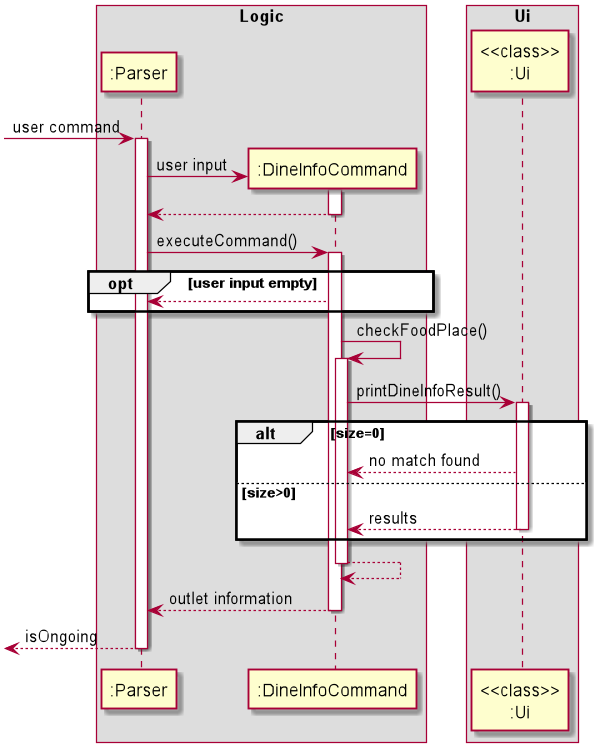 Logic
Ui
:Parser
<<class>>
:Ui
user command
user input
:DineInfoCommand
executeCommand()
opt
[user input empty]
checkFoodPlace()
printDineInfoResult()
alt
[size=0]
no match found
[size>0]
results
outlet information
isOngoing
:Parser
:DineInfoCommand
<<class>>
:Ui